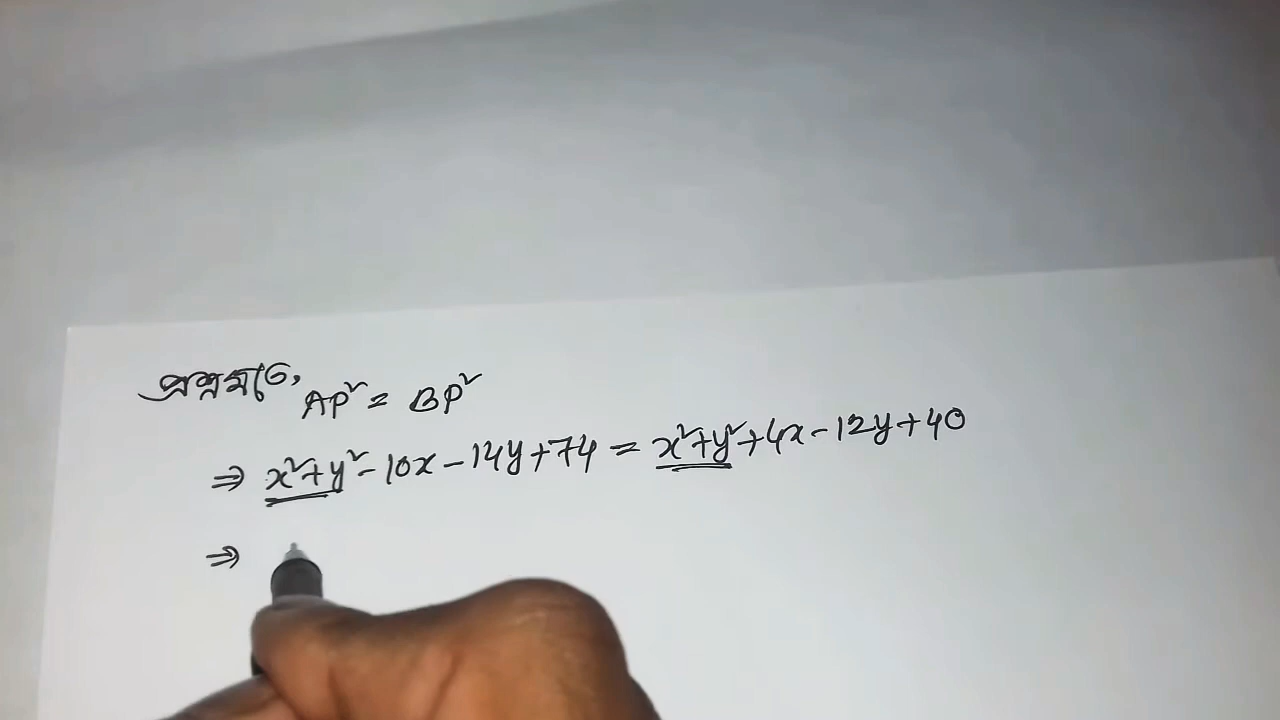 প্রশ্নমতে, AP² = BP²
⇒ x²+y²-10x-14y+74 = x²+y²+4x-12y+40
⇒